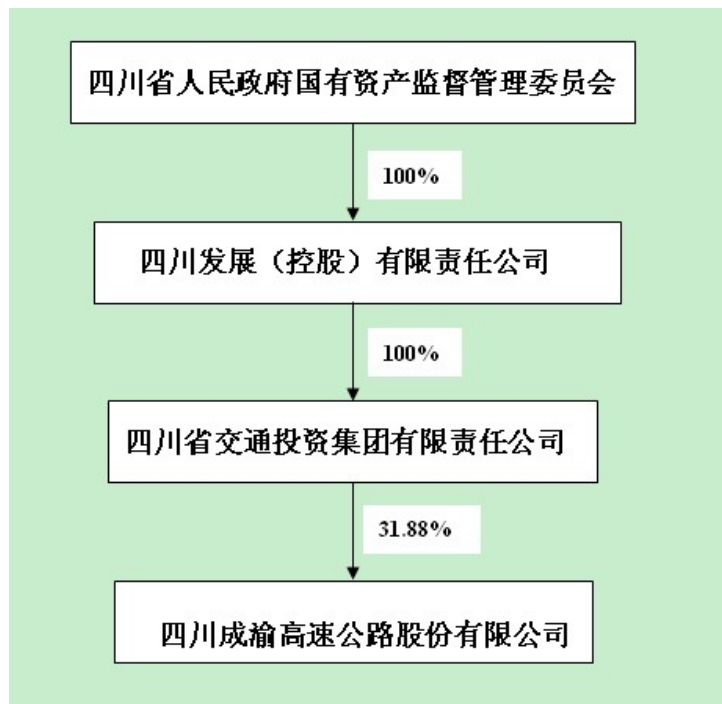 四川省人民政府国有资产监督管理委员会
100%
四川发展（控股）有限责任公司
100%
四川省交通投资集团有限责任公司
31.88%
四川成渝高速公路股份有限公司